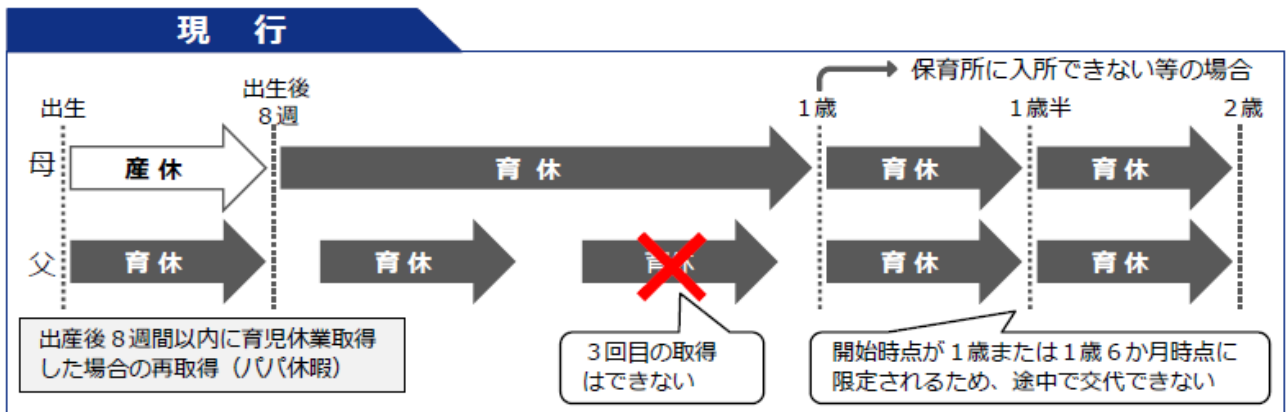 現 行
保育所に入所できない等の場合
出生
出生後
８週
１歳
１歳半
２歳
母
産 休
育 休
育 休
育 休
父
育 休
育 休
育 休
育 休
育 休
出産後８週間以内に育児休業取得
した場合の再取得（パパ休暇）
３回目の取得
はできない
開始時点が１歳または１歳６か月時点に
限定されるため、途中で交代できない